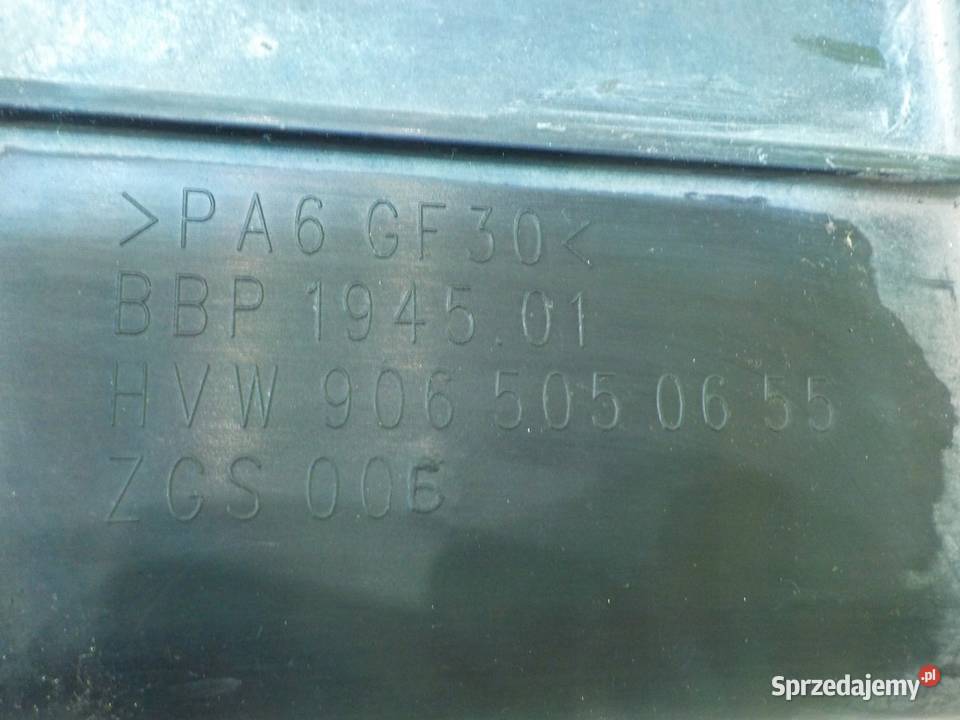 >PA6 GF30<
BBP 1945.01
HVW 906 505 06 55
ZGS 006
Sprzedajemy.pl